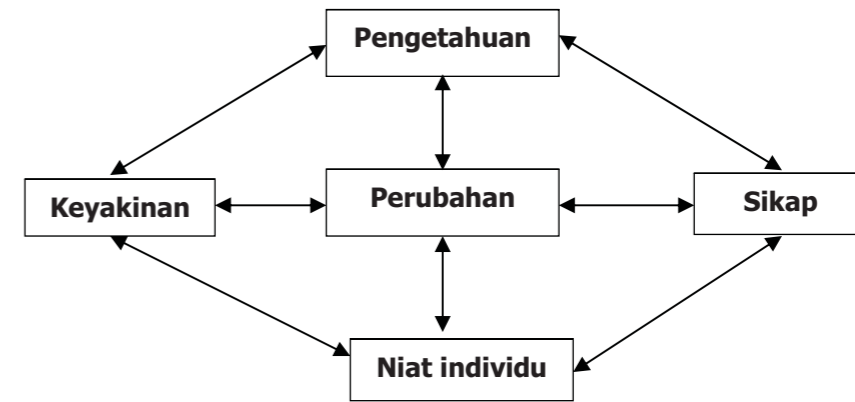 Pengetahuan
Keyakinan
Perubahan
Sikap
Niat individu